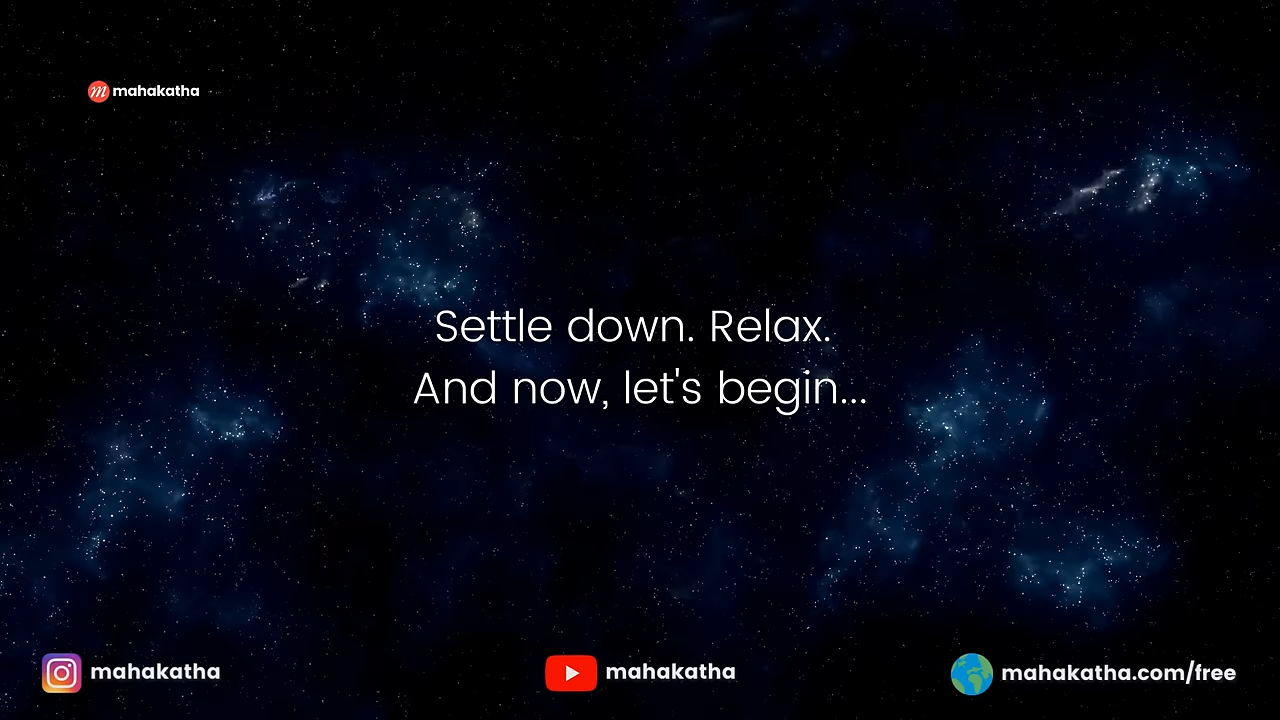 mahakatha
Settle down. Relax.
And now, let's begin...
mahakatha
mahakatha
mahakatha.com/free